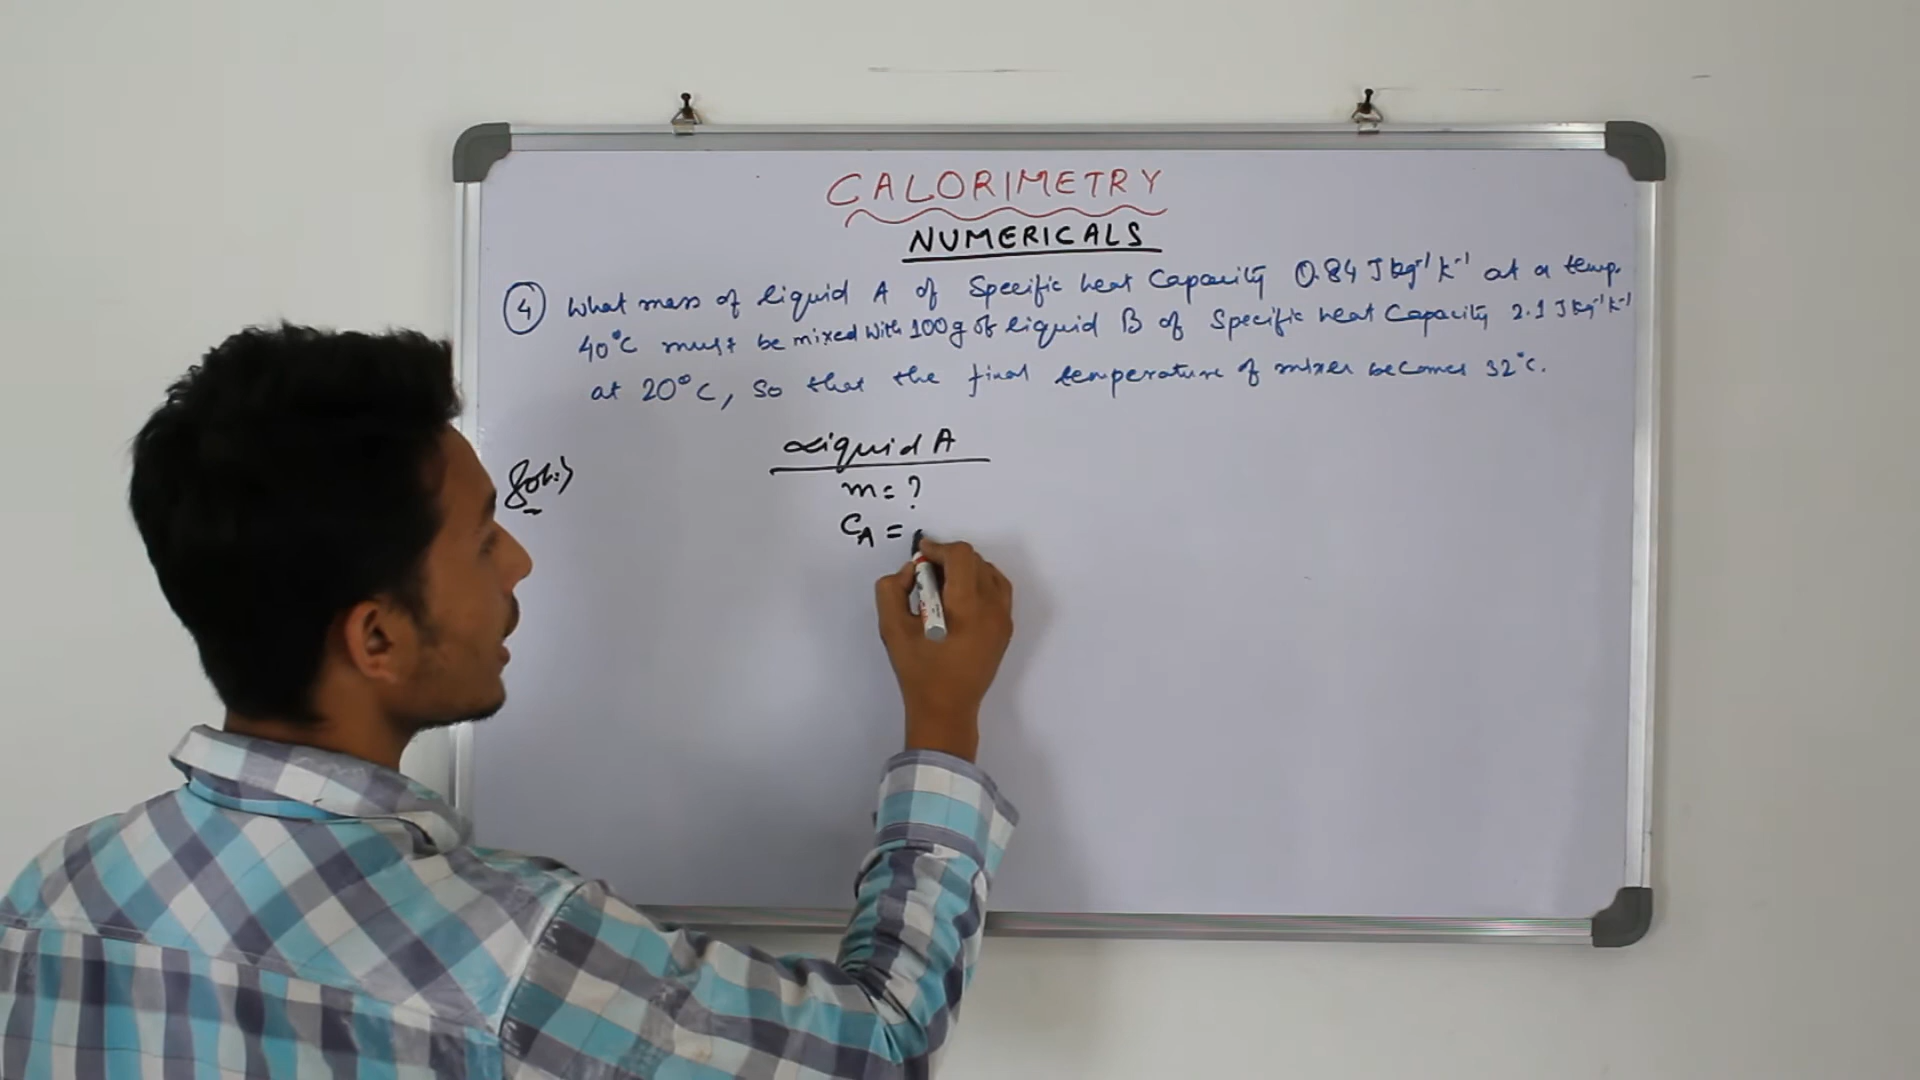 CALORIMETRY
NUMERICALS
④ What mass of liquid A of Specific heat Capacity 0.84 J kg⁻¹ k⁻¹ at a temp.
40°C must be mixed with 100g of liquid B of Specific heat Capacity 2.1 J kg⁻¹ k⁻¹
at 20°C, so that the final temperature of mixer becomes 32°C.
Liquid A
Sol:)
m = ?
C_A =